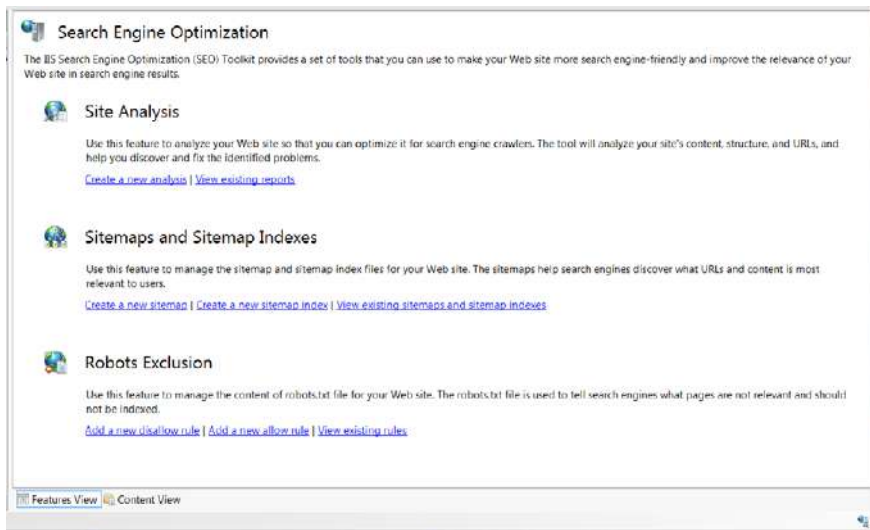 Search Engine Optimization
The IIS Search Engine Optimization (SEO) Toolkit provides a set of tools that you can use to make your Web site more search engine-friendly and improve the relevance of your
Web site in search engine results.
Site Analysis
Use this feature to analyze your Web site so that you can optimize it for search engine crawlers. The tool will analyze your site's content, structure, and URLs, and
help you discover and fix the identified problems.
Create a new analysis | View existing reports
Sitemaps and Sitemap Indexes
Use this feature to manage the sitemap and sitemap index files for your Web site. The sitemaps help search engines discover what URLs and content is most
relevant to users.
Create a new sitemap | Create a new sitemap index | View existing sitemaps and sitemap indexes
Robots Exclusion
Use this feature to manage the content of robots.txt file for your Web site. The robots.txt file is used to tell search engines what pages are not relevant and should
not be indexed.
Add a new disallow rule | Add a new allow rule | View existing rules
Features View Content View